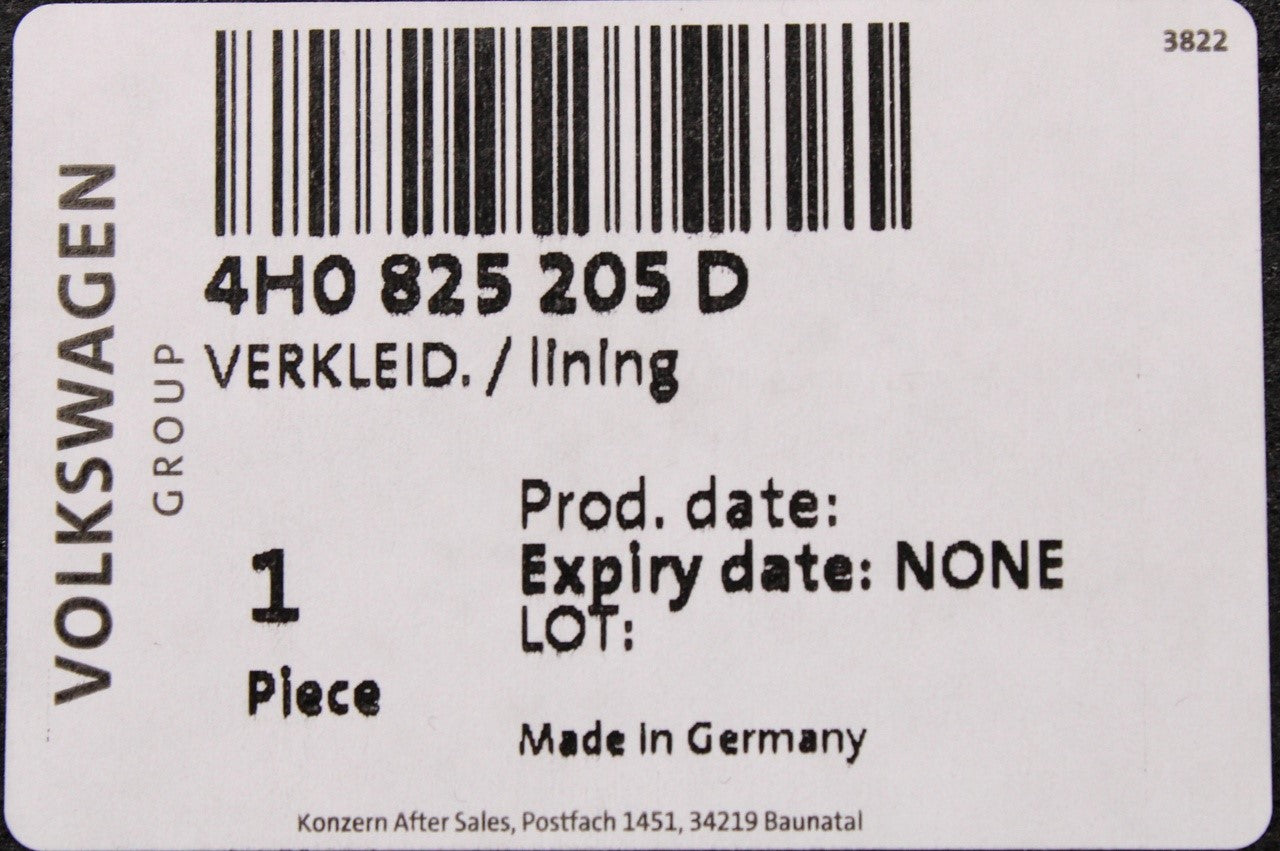 3822
VOLKSWAGEN
GROUP
4H0 825 205 D
VERKLEID. / lining
Prod. date:
Expiry date: NONE
LOT:
1
Piece
Made in Germany
Konzern After Sales, Postfach 1451, 34219 Baunatal